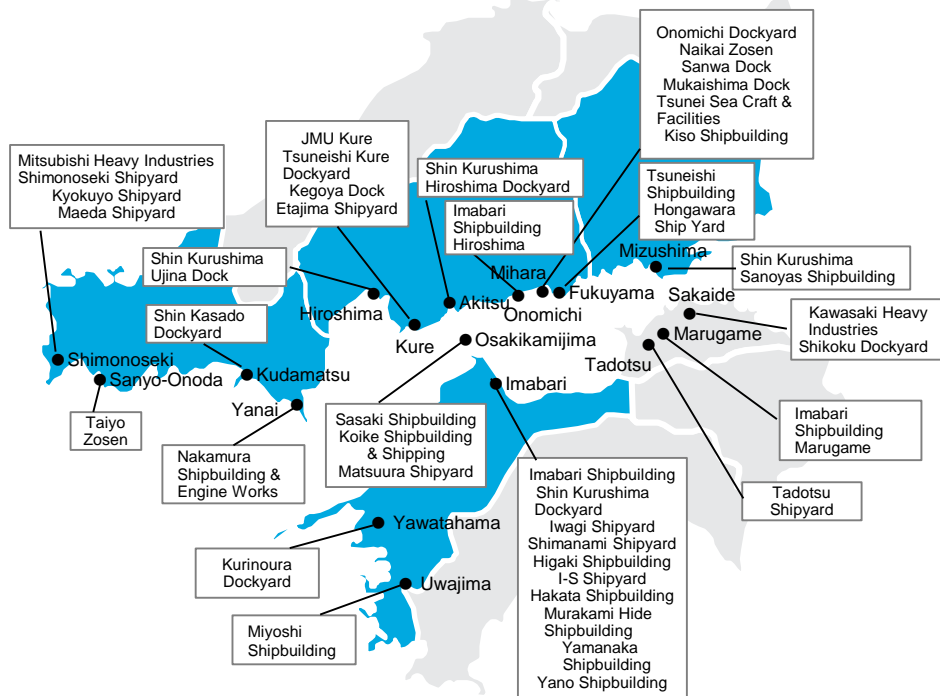 Onomichi Dockyard
Naikai Zosen
Sanwa Dock
Mukaishima Dock
Tsunei Sea Craft &
Facilities
Kiso Shipbuilding
JMU Kure
Tsuneishi Kure
Dockyard
Kegoya Dock
Etajima Shipyard
Mitsubishi Heavy Industries
Shimonoseki Shipyard
Kyokuyo Shipyard
Maeda Shipyard
Shin Kurushima
Hiroshima Dockyard
Tsuneishi
Shipbuilding
Hongawara
Ship Yard
Imabari
Shipbuilding
Hiroshima
Shin Kurushima
Ujina Dock
Mizushima
Shin Kurushima
Sanoyas Shipbuilding
Mihara
Hiroshima
Akitsu
Onomichi
Fukuyama
Sakaide
Shin Kasado
Dockyard
Kawasaki Heavy
Industries
Shikoku Dockyard
Kure
Osakikamijima
Marugame
Tadotsu
Shimonoseki
Sanyo-Onoda
Kudamatsu
Imabari
Yanai
Taiyo
Zosen
Sasaki Shipbuilding
Koike Shipbuilding
& Shipping
Matsuura Shipyard
Imabari
Shipbuilding
Marugame
Nakamura
Shipbuilding &
Engine Works
Imabari Shipbuilding
Shin Kurushima
Dockyard
Iwagi Shipyard
Shimanami Shipyard
Higaki Shipbuilding
I-S Shipyard
Hakata Shipbuilding
Murakami Hide
Shipbuilding
Yamanaka
Shipbuilding
Yano Shipbuilding
Tadotsu
Shipyard
Yawatahama
Kurinoura
Dockyard
Uwajima
Miyoshi
Shipbuilding